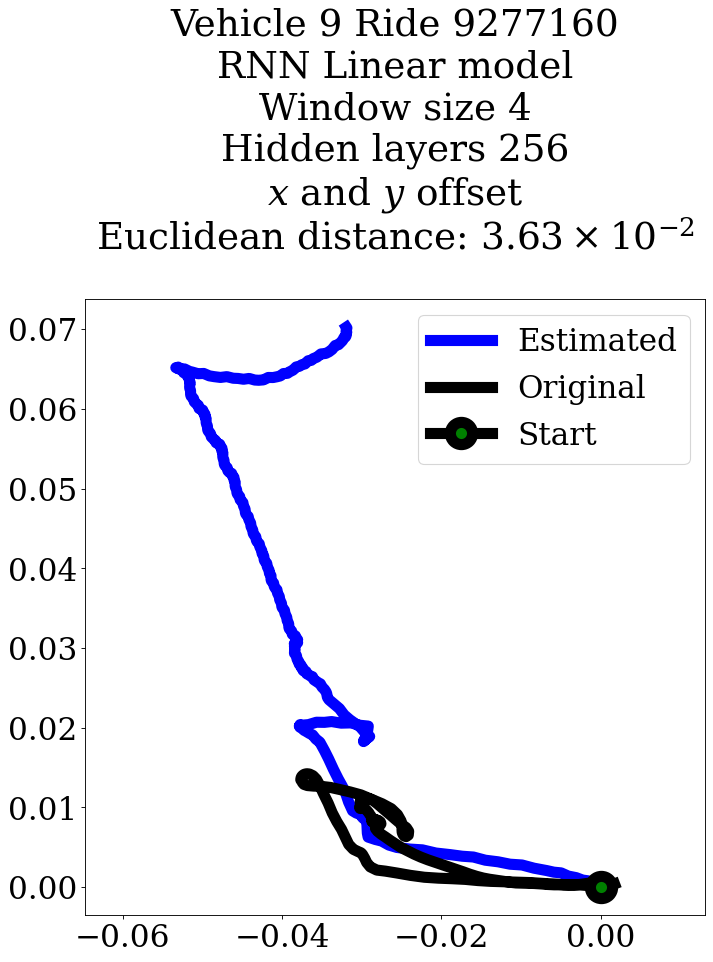 Vehicle 9 Ride 9277160
RNN Linear model
Window size 4
Hidden layers 256
x and y offset
Euclidean distance: 3.63 × 10⁻²
Estimated
Original
Start
0.07
0.06
0.05
0.04
0.03
0.02
0.01
0.00
−0.06 −0.04 −0.02 0.00